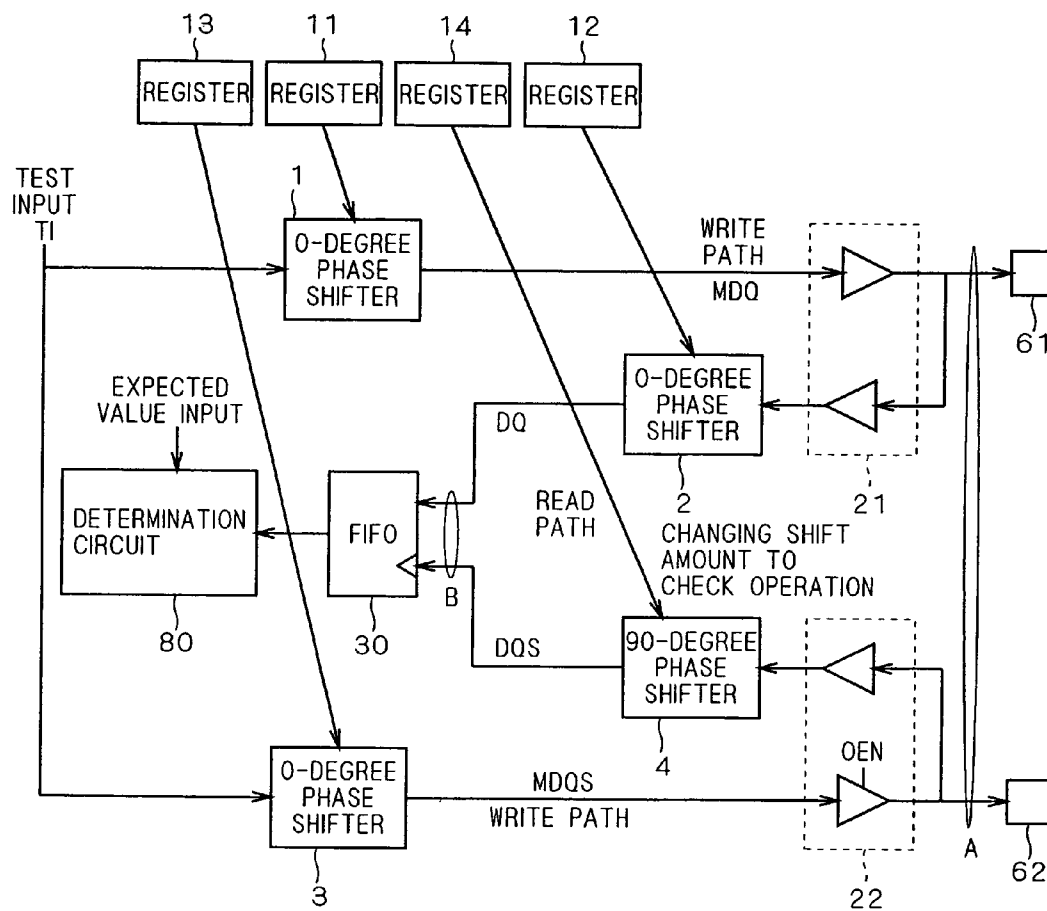 13
11
14
12
REGISTER
REGISTER
REGISTER
REGISTER
TEST
INPUT
TI
1
0-DEGREE
PHASE
SHIFTER
WRITE
PATH
MDQ
61
EXPECTED
VALUE INPUT
DQ
0-DEGREE
PHASE
SHIFTER
2
21
DETERMINATION
CIRCUIT
FIFO
READ
PATH
CHANGING SHIFT
AMOUNT TO
CHECK OPERATION
B
80
30
DQS
90-DEGREE
PHASE
SHIFTER
4
OEN
0-DEGREE
PHASE
SHIFTER
MDQS
WRITE PATH
3
22
A
62